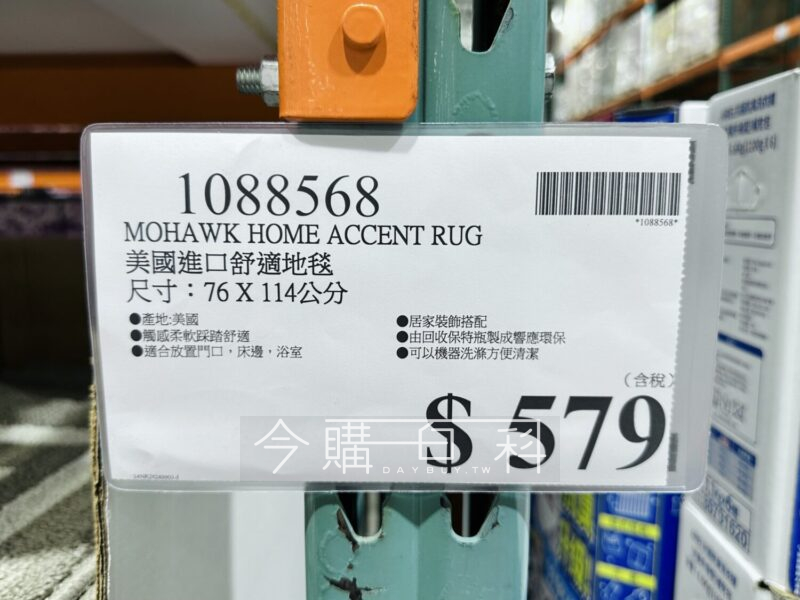 1088568
*1088568*
MOHAWK HOME ACCENT RUG
美國進口舒適地毯
尺寸：76 X 114公分
●產地:美國
●觸感柔軟踩踏舒適
●適合放置門口，床邊，浴室
●居家裝飾搭配
●由回收保特瓶製成響應環保
●可以機器洗滌方便清潔
（含稅）
$ 579
今購百科
DAYBUY.TW